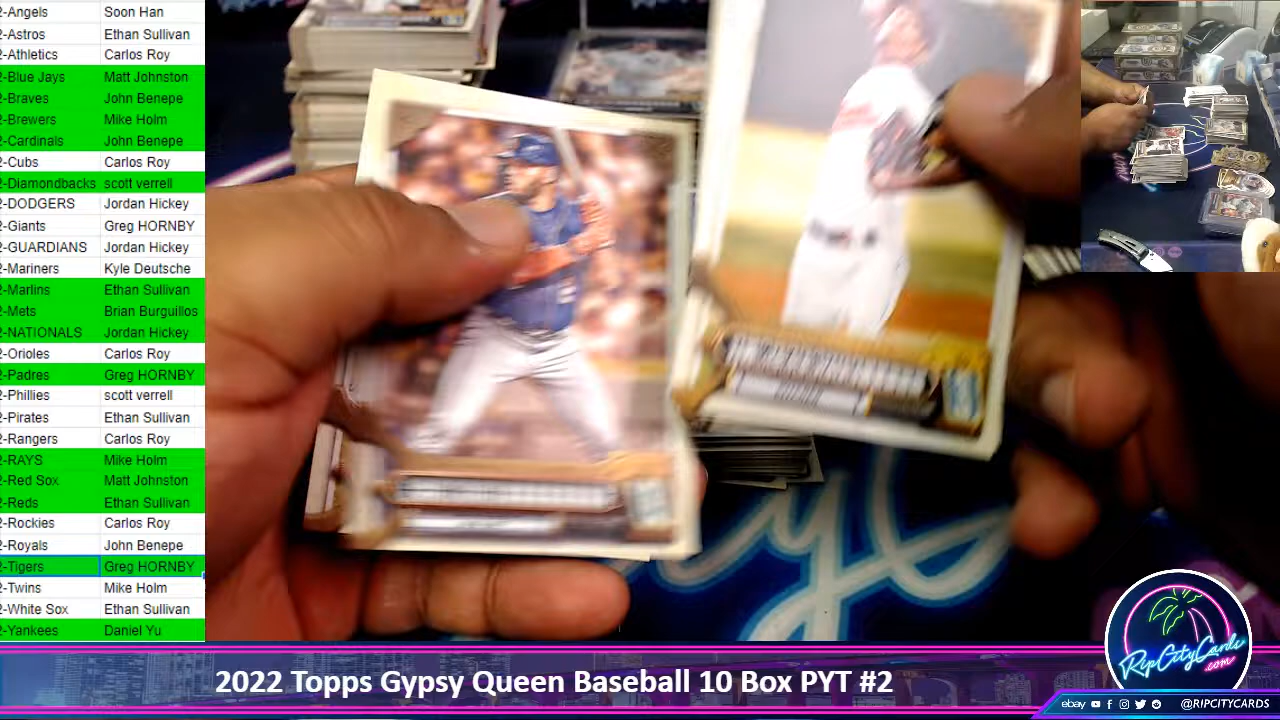 2-Angels Soon Han
2-Astros Ethan Sullivan
2-Athletics Carlos Roy
2-Blue Jays Matt Johnston
2-Braves John Benepe
2-Brewers Mike Holm
2-Cardinals John Benepe
2-Cubs Carlos Roy
2-Diamondbacks scott verrell
2-DODGERS Jordan Hickey
2-Giants Greg HORNBY
2-GUARDIANS Jordan Hickey
2-Mariners Kyle Deutsche
2-Marlins Ethan Sullivan
2-Mets Brian Burguillos
2-NATIONALS Jordan Hickey
2-Orioles Carlos Roy
2-Padres Greg HORNBY
2-Phillies scott verrell
2-Pirates Ethan Sullivan
2-Rangers Carlos Roy
2-RAYS Mike Holm
2-Red Sox Matt Johnston
2-Reds Ethan Sullivan
2-Rockies Carlos Roy
2-Royals John Benepe
2-Tigers Greg HORNBY
2-Twins Mike Holm
2-White Sox Ethan Sullivan
2-Yankees Daniel Yu
2022 Topps Gypsy Queen Baseball 10 Box PYT #2
RipCityCards
.com
ebay @RIPCITYCARDS